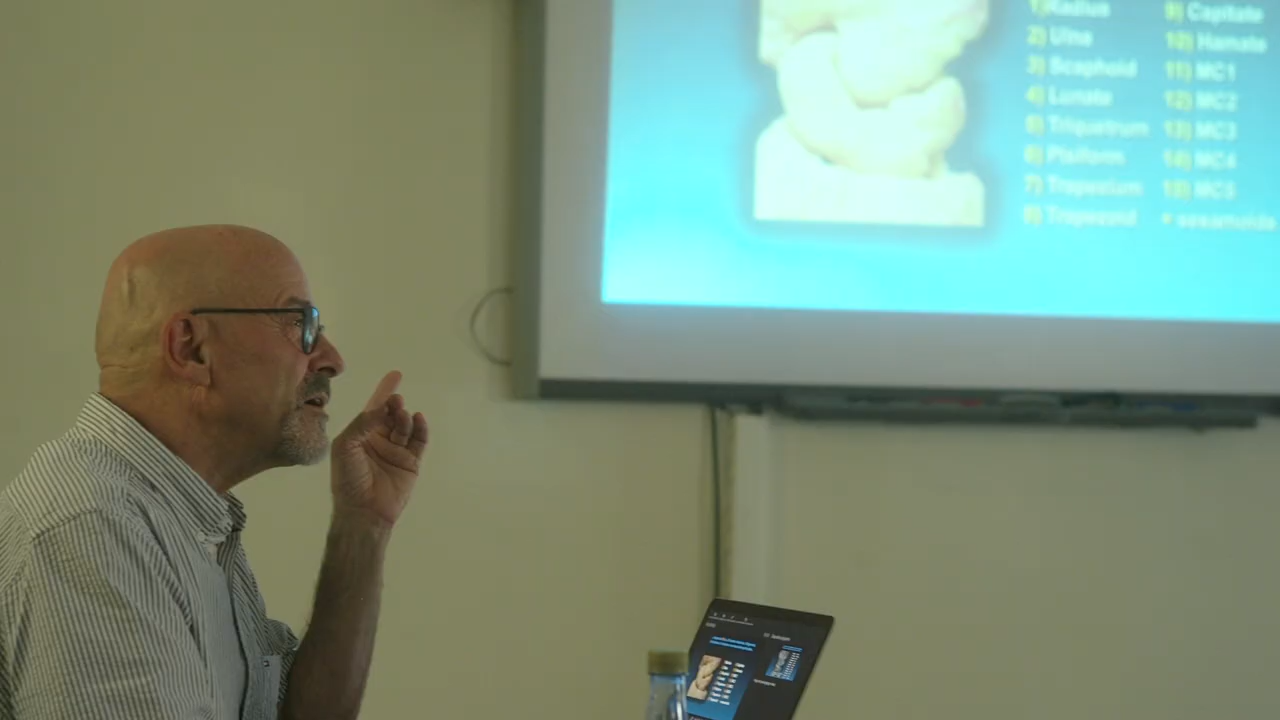 1) Radius
2) Ulna
3) Scaphoid
4) Lunate
5) Triquetrum
6) Pisiform
7) Trapezium
8) Trapezoid
9) Capitate
10) Hamate
11) MC1
12) MC2
13) MC3
14) MC4
15) MC5
* sesamoids